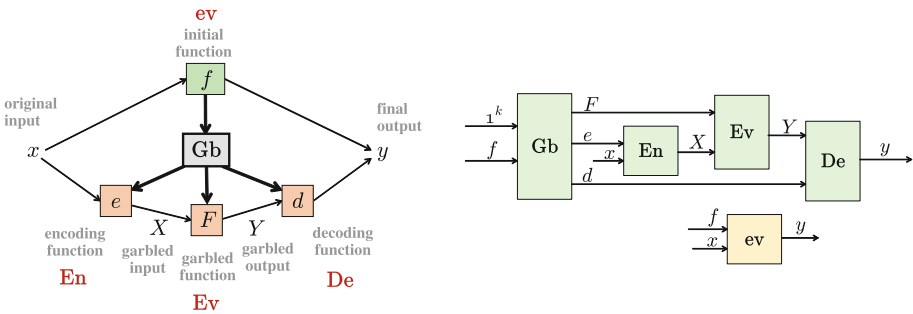 ev
initial
function
f
original
input
final
output
x
Gb
y
e
F
d
X
Y
encoding
function
garbled
input
garbled
function
garbled
output
decoding
function
En
Ev
De
1^k
f
Gb
F
e
x
d
En
X
Ev
Y
De
y
f
x
ev
y